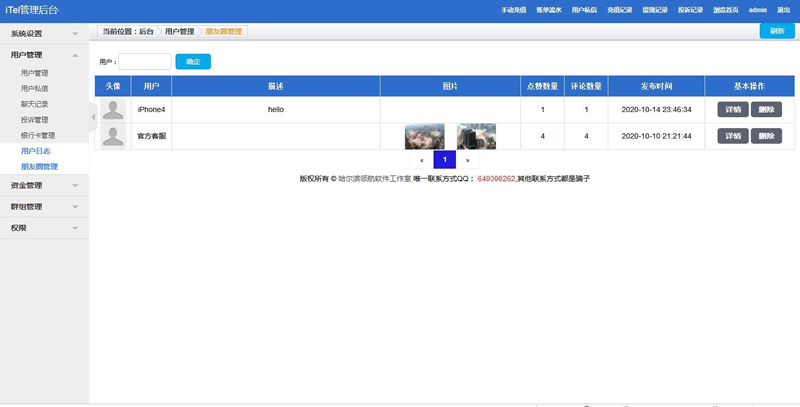 iTel管理后台
手动充值 账单流水 用户私信 充值记录 提现记录 投诉记录 浏览首页 admin 退出
系统设置
用户管理
用户管理
用户私信
聊天记录
投诉管理
银行卡管理
用户日志
朋友圈管理
资金管理
群组管理
权限
当前位置：后台 用户管理 朋友圈管理
刷新
用户： 确定
头像 用户 描述 图片 点赞数量 评论数量 发布时间 基本操作
iPhone4 hello 1 1 2020-10-14 23:46:34 详情 删除
官方客服 4 4 2020-10-10 21:21:44 详情 删除
« 1 »
版权所有 © 哈尔滨领航软件工作室 唯一联系方式QQ： 649396262,其他联系方式都是骗子